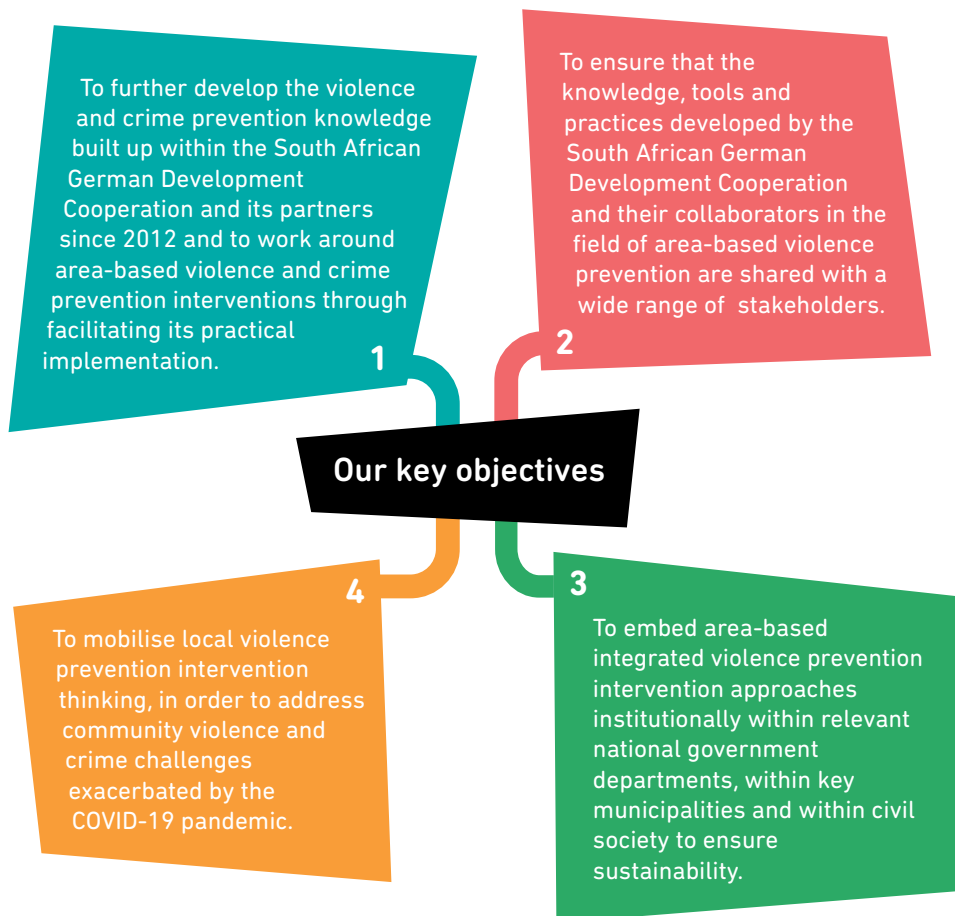 To further develop the violence
and crime prevention knowledge
built up within the South African
German Development
Cooperation and its partners
since 2012 and to work around
area-based violence and crime
prevention interventions through
facilitating its practical
implementation.
1
To ensure that the
knowledge, tools and
practices developed by the
South African German
Development Cooperation
and their collaborators in the
field of area-based violence
prevention are shared with a
wide range of stakeholders.
2
Our key objectives
3
To embed area-based
integrated violence prevention
intervention approaches
institutionally within relevant
national government
departments, within key
municipalities and within civil
society to ensure
sustainability.
4
To mobilise local violence
prevention intervention
thinking, in order to address
community violence and
crime challenges
exacerbated by the
COVID-19 pandemic.